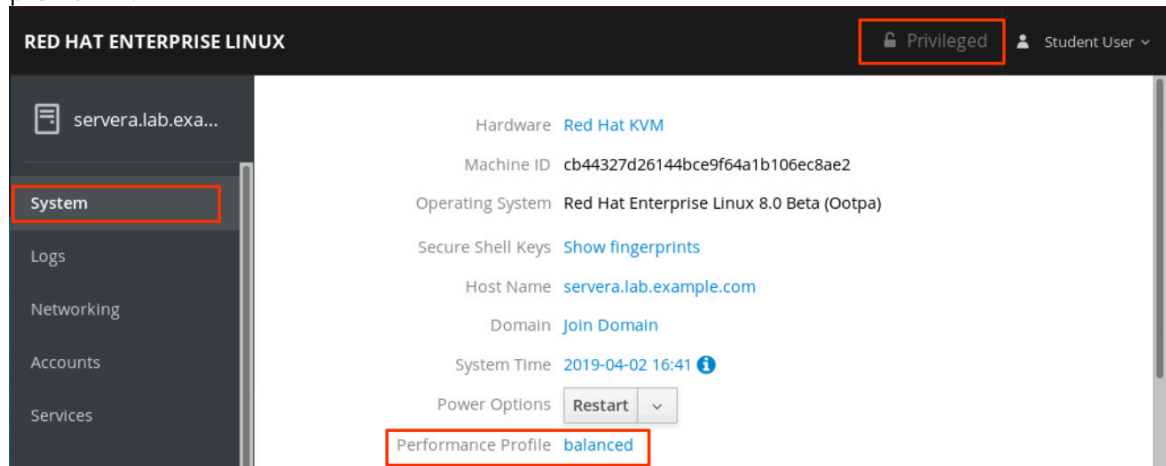 RED HAT ENTERPRISE LINUX
Privileged
Student User
servera.lab.exa...
System
Logs
Networking
Accounts
Services
Hardware Red Hat KVM
Machine ID cb44327d26144bce9f64a1b106ec8ae2
Operating System Red Hat Enterprise Linux 8.0 Beta (Ootpa)
Secure Shell Keys Show fingerprints
Host Name servera.lab.example.com
Domain Join Domain
System Time 2019-04-02 16:41
Power Options Restart
Performance Profile balanced